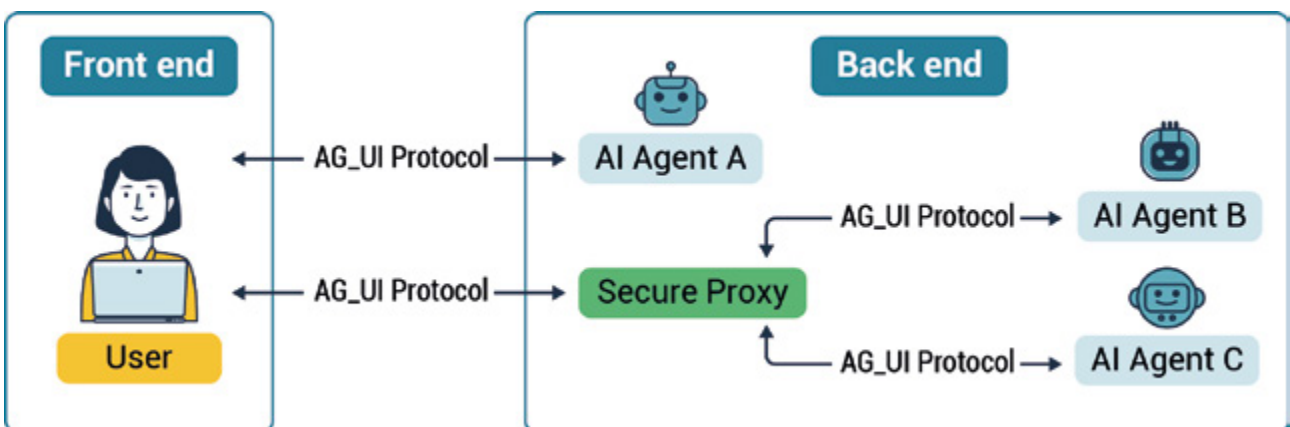 Front end
Back end
AG_UI Protocol
AI Agent A
AG_UI Protocol
AI Agent B
AG_UI Protocol
Secure Proxy
User
AG_UI Protocol
AI Agent C